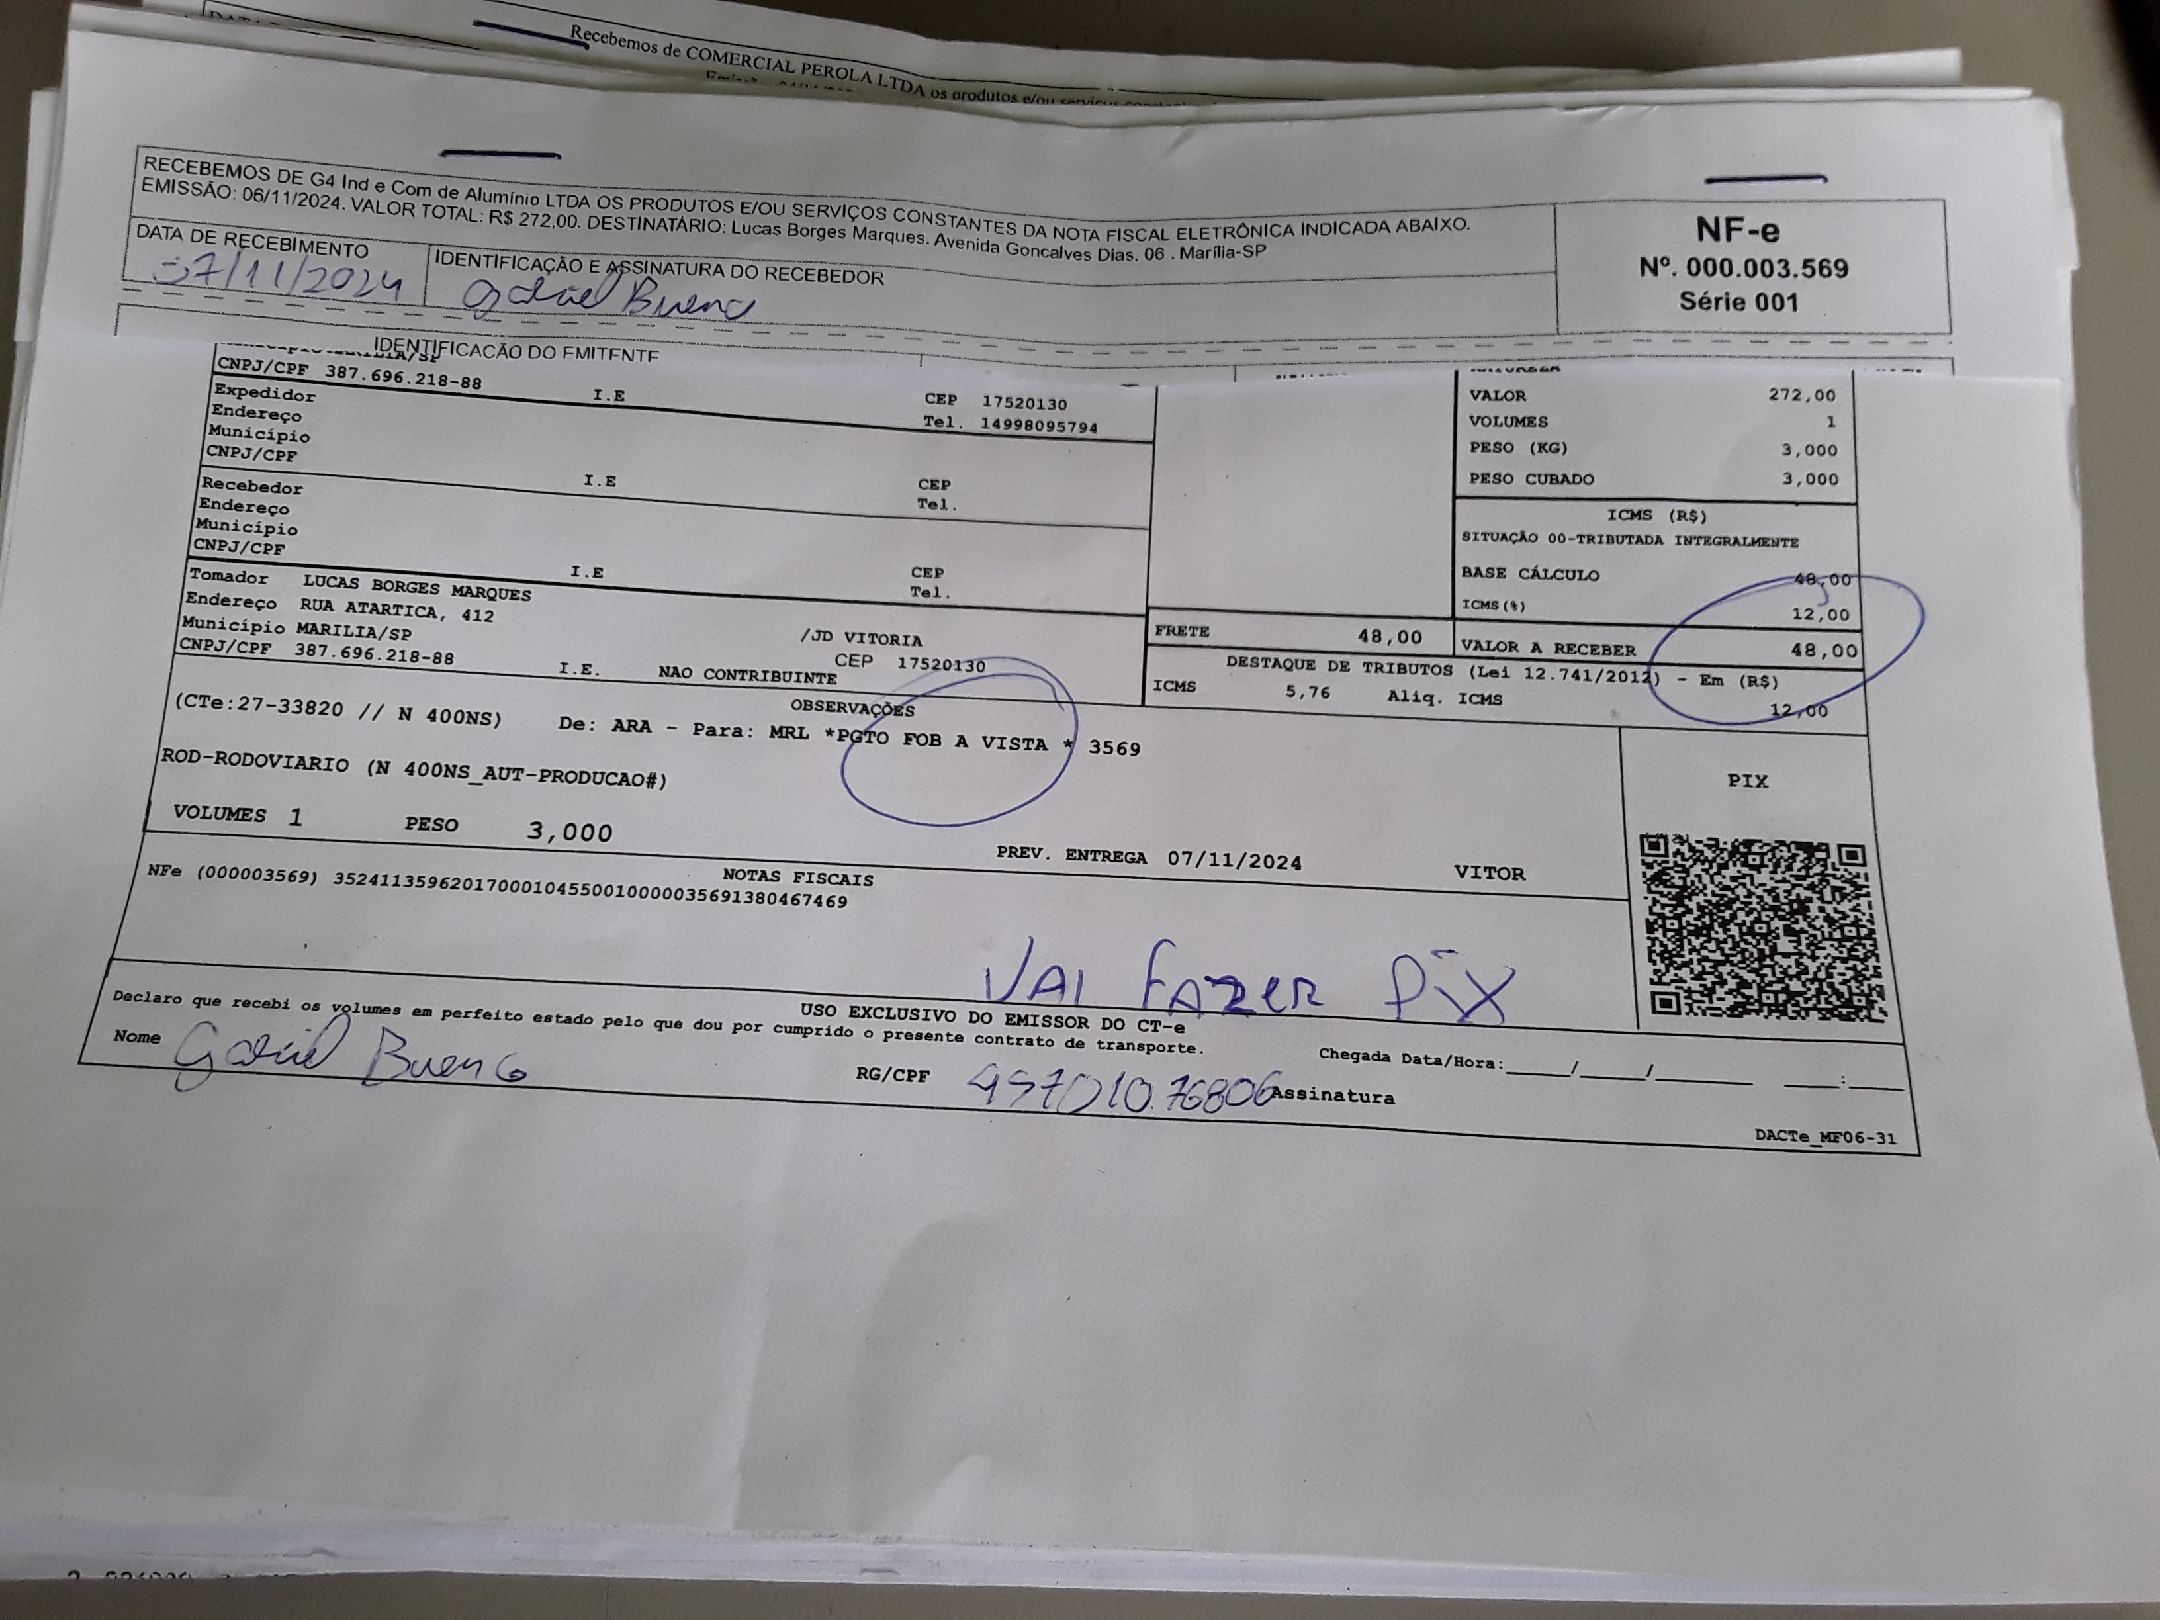 Recebemos de COMERCIAL PEROLA LTDA os produtos e/ou
RECEBEMOS DE G4 Ind e Com de Alumínio LTDA OS PRODUTOS E/OU SERVIÇOS CONSTANTES DA NOTA FISCAL ELETRÔNICA INDICADA ABAIXO.
EMISSÃO: 06/11/2024. VALOR TOTAL: R$ 272,00. DESTINATÁRIO: Lucas Borges Marques. Avenida Goncalves Dias. 06 . Marília-SP
NF-e
Nº. 000.003.569
Série 001
DATA DE RECEBIMENTO
IDENTIFICAÇÃO E ASSINATURA DO RECEBEDOR
07/11/2024
Gabriel Bueno
IDENTIFICAÇÃO DO EMITENTE
CNPJ/CPF 387.696.218-88 I.E CEP 17520130
Tel. 14998095794
Expedidor
Endereço
Município
CNPJ/CPF I.E CEP
Tel.
Recebedor
Endereço
Município
CNPJ/CPF I.E CEP
Tel.
Tomador LUCAS BORGES MARQUES
Endereço RUA ATARTICA, 412 /JD VITORIA
Município MARILIA/SP CEP 17520130
CNPJ/CPF 387.696.218-88 I.E. NAO CONTRIBUINTE
VALOR 272,00
VOLUMES 1
PESO (KG) 3,000
PESO CUBADO 3,000
ICMS (R$)
SITUAÇÃO 00-TRIBUTADA INTEGRALMENTE
BASE CÁLCULO 48,00
ICMS(%) 12,00
FRETE 48,00 VALOR A RECEBER 48,00
DESTAQUE DE TRIBUTOS (Lei 12.741/2012) - Em (R$)
ICMS 5,76 Aliq. ICMS 12,00
OBSERVAÇÕES
(CTe:27-33820 // N 400NS) De: ARA - Para: MRL *PGTO FOB A VISTA * 3569
ROD-RODOVIARIO (N 400NS_AUT-PRODUCAO#)
VOLUMES 1 PESO 3,000
PREV. ENTREGA 07/11/2024 VITOR
PIX
NOTAS FISCAIS
NFe (000003569) 35241135962017000104550010000035691380467469
VAI FAZER PIX
USO EXCLUSIVO DO EMISSOR DO CT-e
Declaro que recebi os volumes em perfeito estado pelo que dou por cumprido o presente contrato de transporte.
Chegada Data/Hora:_____/_____/_______ ___:____
Nome Gabriel Bueno RG/CPF Assinatura
DACTe_MF06-31